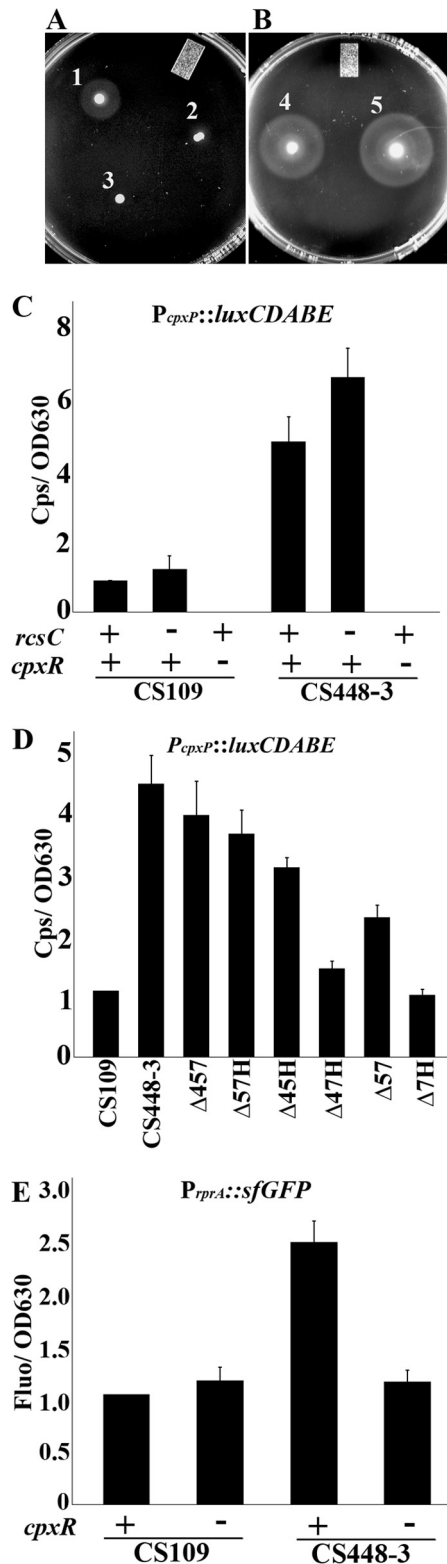 A
B
1
2
3
4
5
C
PcpxP::luxCDABE
Cps/ OD630
8
6
4
2
0
rcsC + - + + - +
cpxR + + - + + -
CS109 CS448-3
D
PcpxP::luxCDABE
Cps/ OD630
5
4
3
2
1
0
CS109 CS448-3 Δ457 Δ57H Δ45H Δ47H Δ57 Δ7H
E
PrprA::sfGFP
Fluo/ OD630
3.0
2.5
2.0
1.5
1.0
0.5
0
cpxR + - + -
CS109 CS448-3